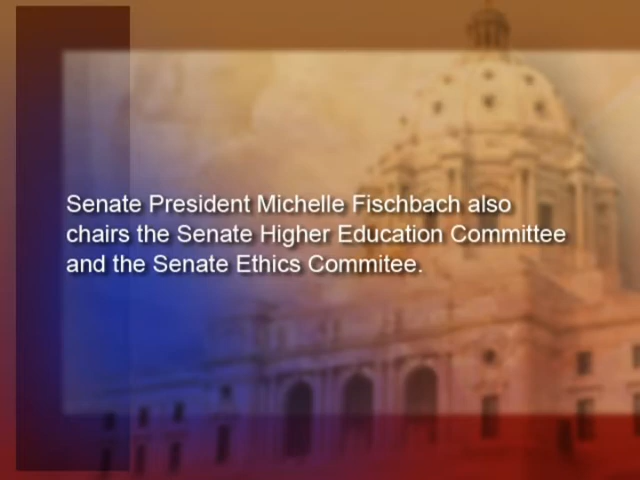 Senate President Michelle Fischbach also
chairs the Senate Higher Education Committee
and the Senate Ethics Commitee.